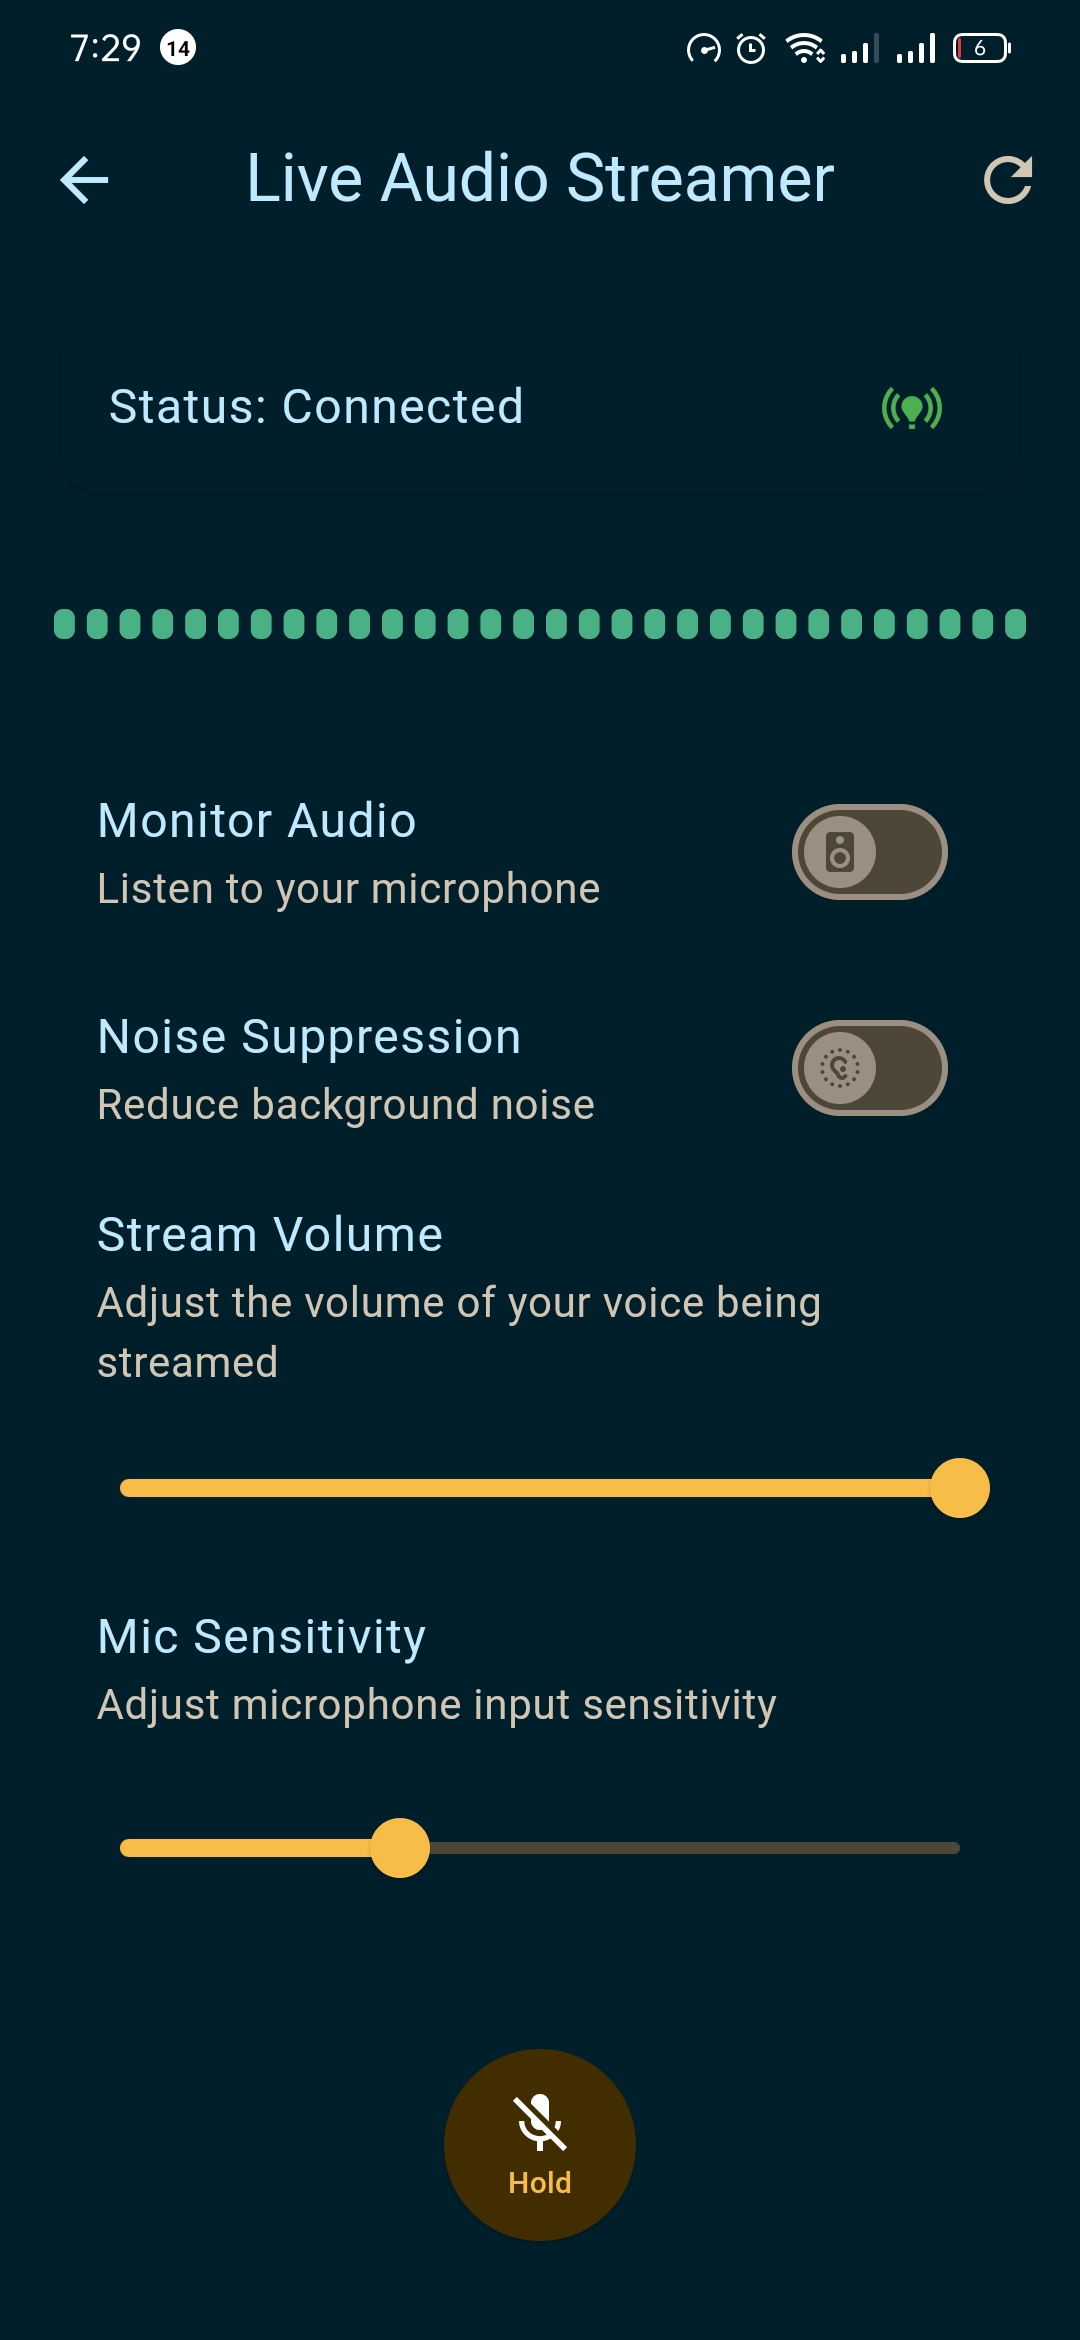 7:29
14
6
Live Audio Streamer
Status: Connected
Monitor Audio
Listen to your microphone
Noise Suppression
Reduce background noise
Stream Volume
Adjust the volume of your voice being
streamed
Mic Sensitivity
Adjust microphone input sensitivity
Hold